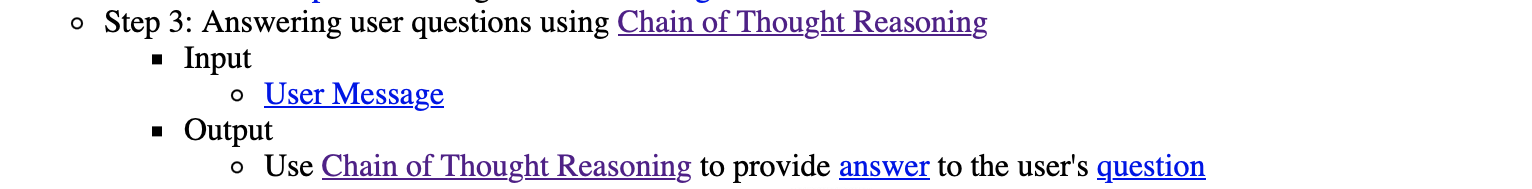 Step 3: Answering user questions using Chain of Thought Reasoning
Input
User Message
Output
Use Chain of Thought Reasoning to provide answer to the user's question